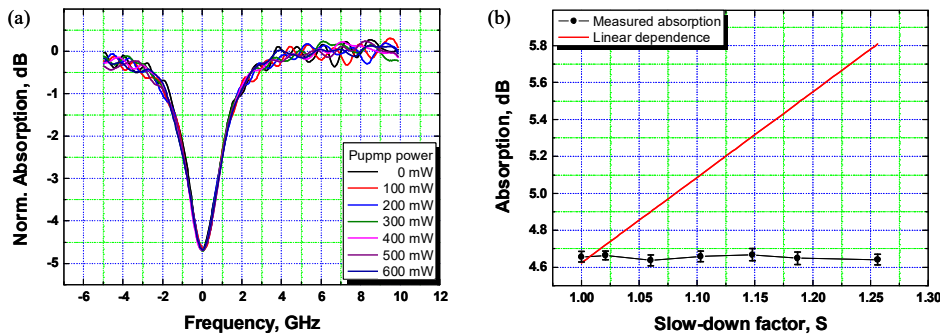 (a)
Norm. Absorption, dB
0
-1
-2
-3
-4
-5
-6 -4 -2 0 2 4 6 8 10 12
Frequency, GHz
Pupmp power
0 mW
100 mW
200 mW
300 mW
400 mW
500 mW
600 mW
(b)
Measured absorption
Linear dependence
Absorption, dB
5.8
5.6
5.4
5.2
5.0
4.8
4.6
1.00 1.05 1.10 1.15 1.20 1.25 1.30
Slow-down factor, S